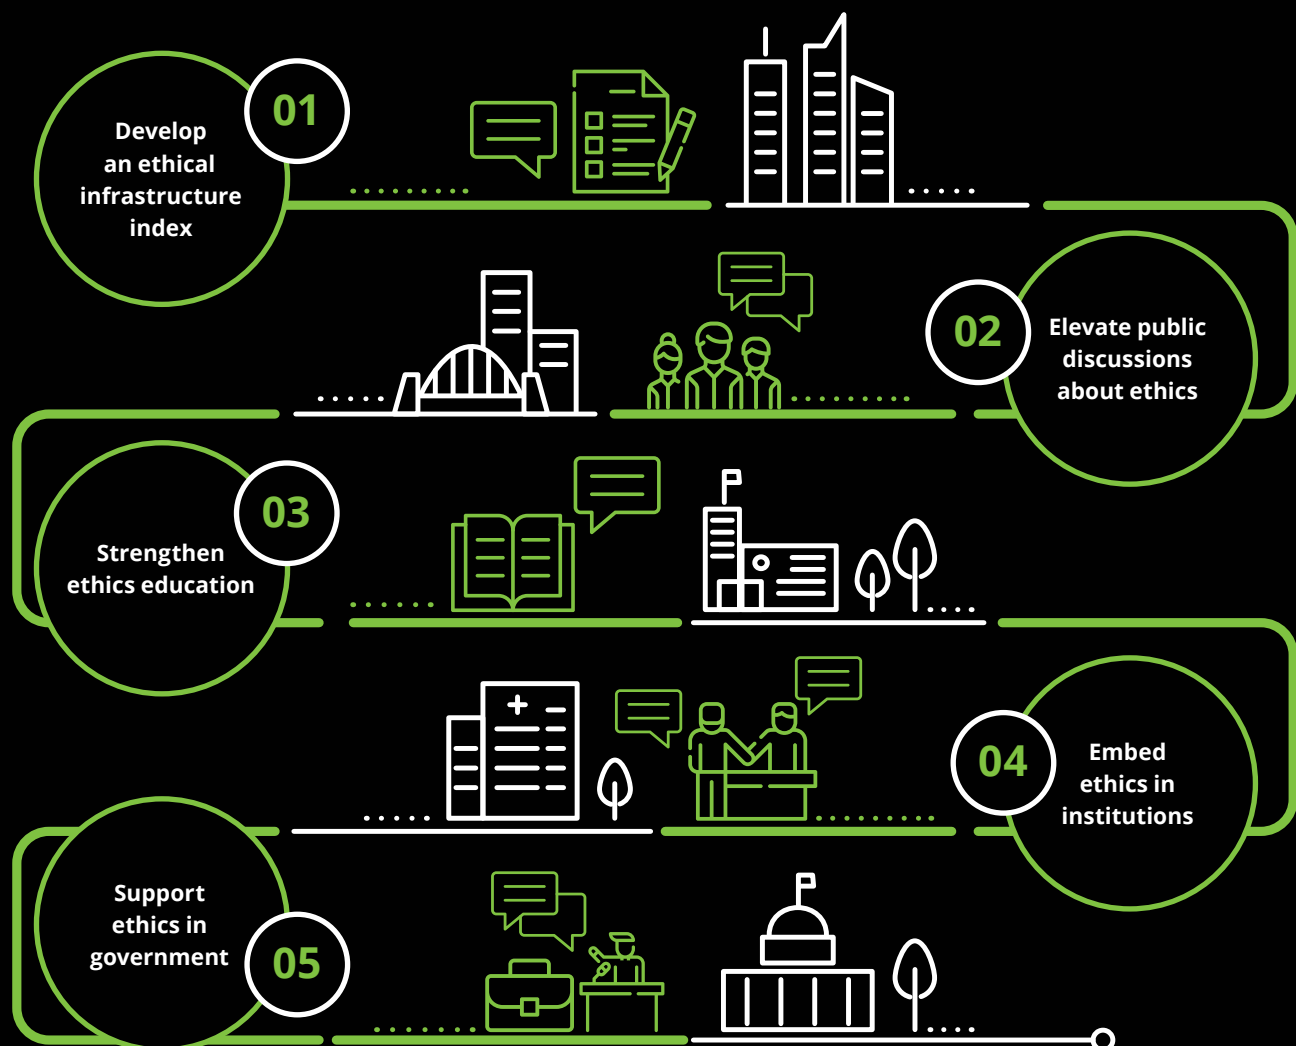 01
Develop
an ethical
infrastructure
index
02
Elevate public
discussions
about ethics
03
Strengthen
ethics education
04
Embed
ethics in
institutions
05
Support
ethics in
government